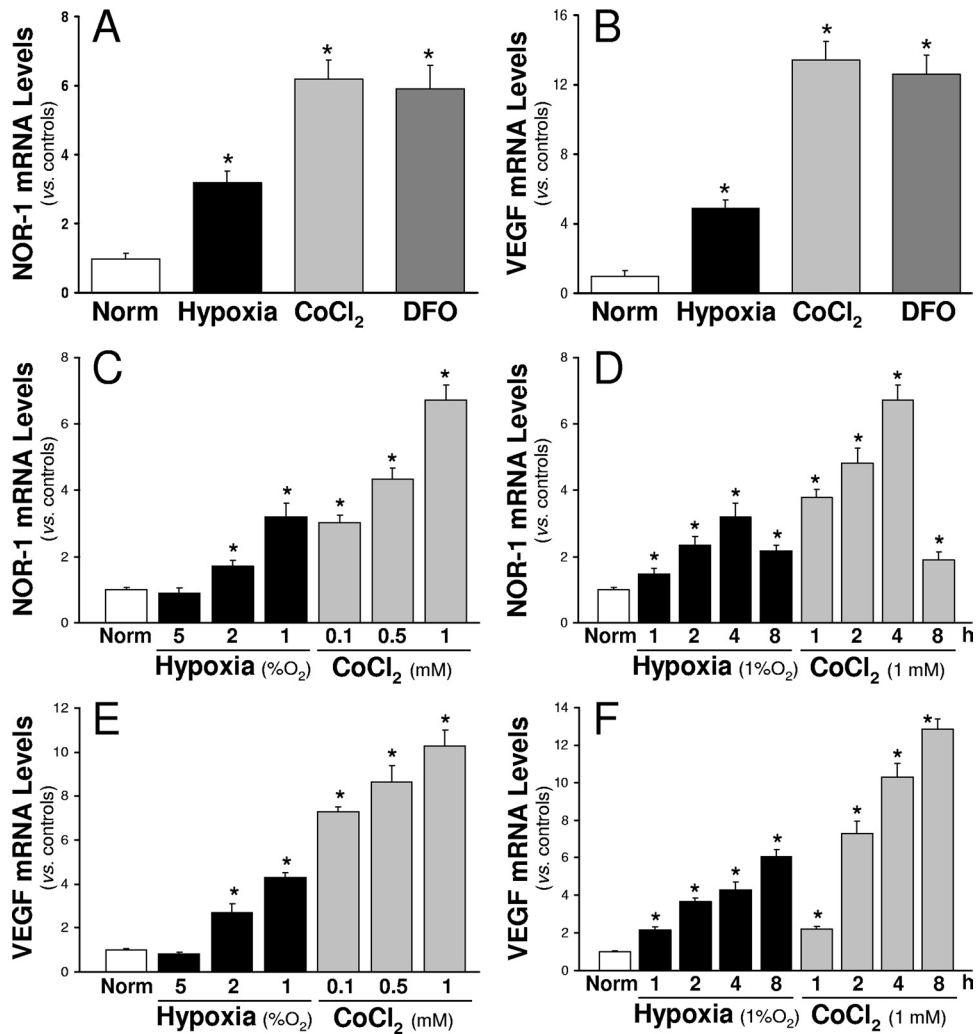 A
NOR-1 mRNA Levels
(vs. controls)
8
6
4
2
0
*
*
*
Norm Hypoxia CoCl₂ DFO
B
VEGF mRNA Levels
(vs. controls)
16
12
8
4
0
*
*
*
Norm Hypoxia CoCl₂ DFO
C
NOR-1 mRNA Levels
(vs. controls)
8
6
4
2
0
*
*
*
*
*
Norm 5 2 1 0.1 0.5 1
Hypoxia (%O₂) CoCl₂ (mM)
D
NOR-1 mRNA Levels
(vs. controls)
8
6
4
2
0
*
*
*
*
*
*
*
*
Norm 1 2 4 8 1 2 4 8 h
Hypoxia (1%O₂) CoCl₂ (1 mM)
E
VEGF mRNA Levels
(vs. controls)
12
10
8
6
4
2
0
*
*
*
*
*
Norm 5 2 1 0.1 0.5 1
Hypoxia (%O₂) CoCl₂ (mM)
F
VEGF mRNA Levels
(vs. controls)
14
12
10
8
6
4
2
0
*
*
*
*
*
*
*
*
Norm 1 2 4 8 1 2 4 8 h
Hypoxia (1%O₂) CoCl₂ (1 mM)